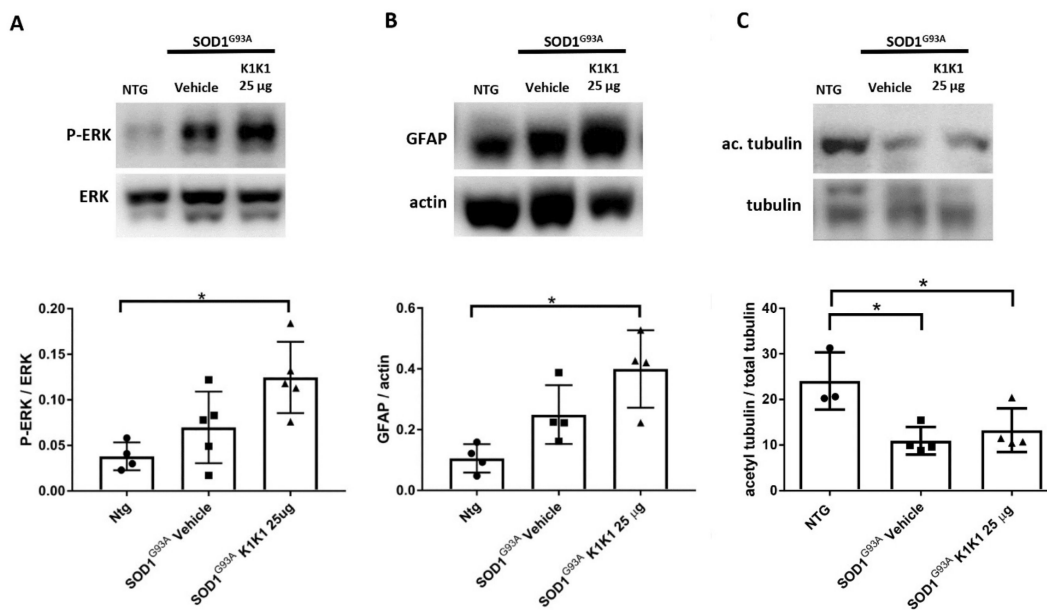 A
SOD1G93A
NTG Vehicle K1K1 25 µg
P-ERK
ERK
P-ERK / ERK
0.20
0.15
0.10
0.05
0.00
*
Ntg
SOD1G93A Vehicle
SOD1G93A K1K1 25ug
B
SOD1G93A
NTG Vehicle K1K1 25 µg
GFAP
actin
GFAP / actin
0.6
0.4
0.2
0.0
*
Ntg
SOD1G93A Vehicle
SOD1G93A K1K1 25 µg
C
SOD1G93A
NTG Vehicle K1K1 25 µg
ac. tubulin
tubulin
acetyl tubulin / total tubulin
40
30
20
10
0
*
*
NTG
SOD1G93A Vehicle
SOD1G93A K1K1 25 µg